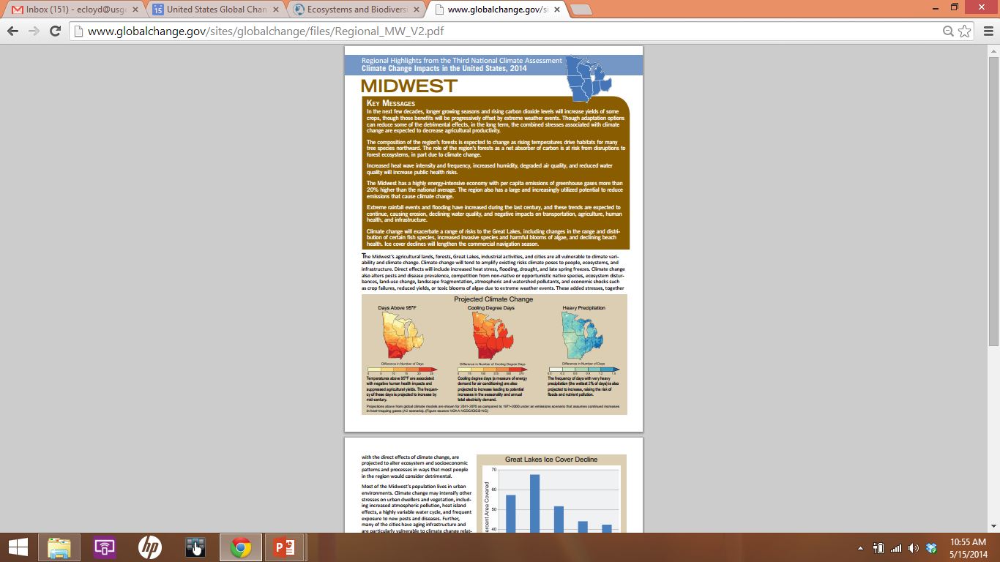 Inbox (151) - ecloyd@usg
United States Global Chan
Ecosystems and Biodivers
www.globalchange.gov/si
www.globalchange.gov/sites/globalchange/files/Regional_MW_V2.pdf
Regional Highlights from the Third National Climate Assessment
Climate Change Impacts in the United States, 2014
MIDWEST
KEY MESSAGES
In the next few decades, longer growing seasons and rising carbon dioxide levels will increase yields of some
crops, though those benefits will be progressively offset by extreme weather events. Though adaptation options
can reduce some of the detrimental effects, in the long term, the combined stresses associated with climate
change are expected to decrease agricultural productivity.
The composition of the region's forests is expected to change as rising temperatures drive habitats for many
tree species northward. The role of the region's forests as a net absorber of carbon is at risk from disruptions to
forest ecosystems, in part due to climate change.
Increased heat wave intensity and frequency, increased humidity, degraded air quality, and reduced water
quality will increase public health risks.
The Midwest has a highly energy-intensive economy with per capita emissions of greenhouse gases more than
20% higher than the national average. The region also has a large and increasingly utilized potential to reduce
emissions that cause climate change.
Extreme rainfall events and flooding have increased during the last century, and these trends are expected to
continue, causing erosion, declining water quality, and negative impacts on transportation, agriculture, human
health, and infrastructure.
Climate change will exacerbate a range of risks to the Great Lakes, including changes in the range and distri-
bution of certain fish species, increased invasive species and harmful blooms of algae, and declining beach
health. Ice cover declines will lengthen the commercial navigation season.
The Midwest's agricultural lands, forests, Great Lakes, industrial activities, and cities are all vulnerable to climate vari-
ability and climate change. Climate change will tend to amplify existing risks climate poses to people, ecosystems, and
infrastructure. Direct effects will include increased heat stress, flooding, drought, and late spring freezes. Climate change
also alters pests and disease prevalence, competition from non-native or opportunistic native species, ecosystem distur-
bances, land-use change, landscape fragmentation, atmospheric and watershed pollutants, and economic shocks such
as crop failures, reduced yields, or toxic blooms of algae due to extreme weather events. These added stresses, together
Projected Climate Change
Days Above 95°F
Cooling Degree Days
Heavy Precipitation
Difference in Number of Days
Difference in Number of Cooling Degree Days
Difference in Number of Days
0 5 10 15 20 25
0 75 150 225 300 375
0.0 0.3 0.6 0.9 1.2 1.5
Temperatures above 95°F are associated
with negative human health impacts and
suppressed agricultural yields. The frequen-
cy of these days is projected to increase by
mid-century.
Cooling degree days (a measure of energy
demand for air conditioning) are also
projected to increase leading to potential
increases in the seasonality and annual
total electricity demand.
The frequency of days with very heavy
precipitation (the wettest 2% of days) is also
projected to increase, raising the risk of
floods and nutrient pollution.
Projections above from global climate models are shown for 2041-2070 as compared to 1971-2000 under an emissions scenario that assumes continued increases
in heat-trapping gases (A2 scenario). (Figure source: NOAA NCDC/CICS-NC)
with the direct effects of climate change, are
projected to alter ecosystem and socioeconomic
patterns and processes in ways that most people
in the region would consider detrimental.
Most of the Midwest's population lives in urban
environments. Climate change may intensify other
stresses on urban dwellers and vegetation, includ-
ing increased atmospheric pollution, heat island
effects, a highly variable water cycle, and frequent
exposure to new pests and diseases. Further,
many of the cities have aging infrastructure and
are particularly vulnerable to climate change relat-
Great Lakes Ice Cover Decline
70
60
50
40
ercent Area Covered
10:55 AM
5/15/2014